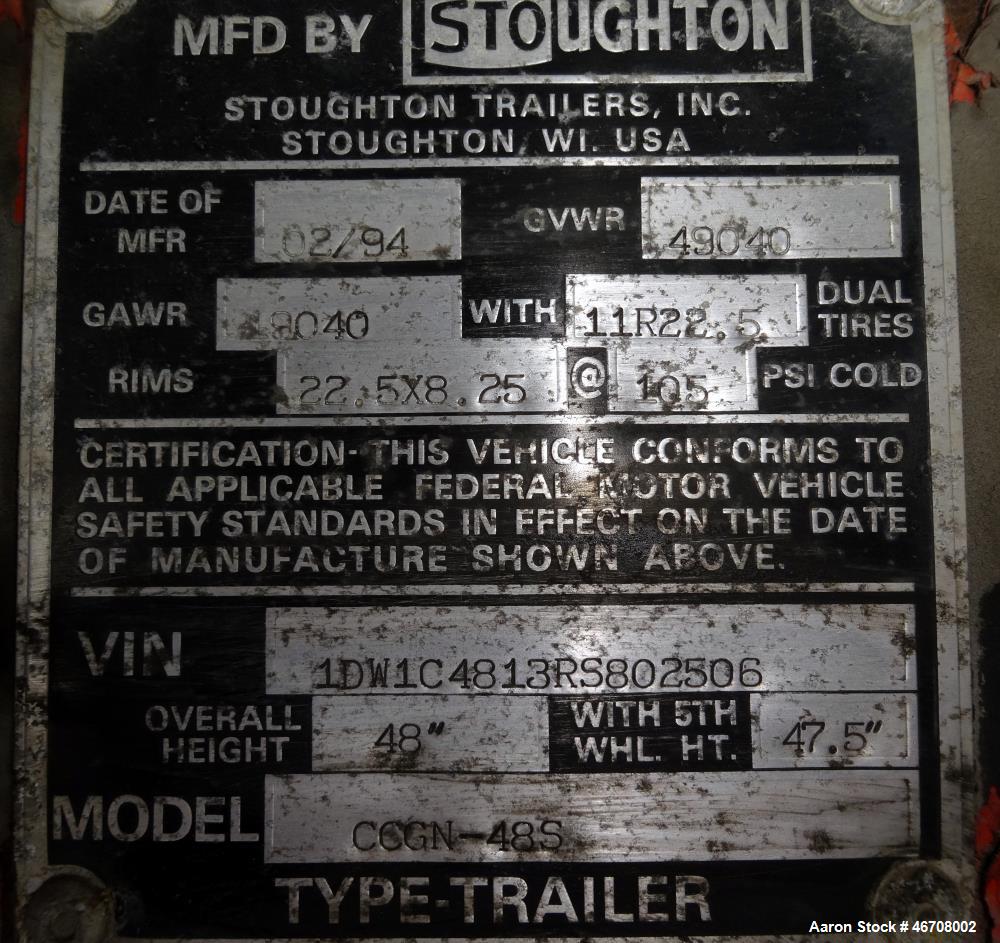 MFD BY STOUGHTON
STOUGHTON TRAILERS, INC.
STOUGHTON, WI. USA
DATE OF MFR 02/94 GVWR 49040
GAWR 9040 WITH 11R22.5 DUAL TIRES
RIMS 22.5X8.25 @ 105 PSI COLD
CERTIFICATION-THIS VEHICLE CONFORMS TO
ALL APPLICABLE FEDERAL MOTOR VEHICLE
SAFETY STANDARDS IN EFFECT ON THE DATE
OF MANUFACTURE SHOWN ABOVE.
VIN 1DW1C4813RS802506
OVERALL HEIGHT 48" WITH 5TH WHL. HT. 47.5"
MODEL CCGN-48S
TYPE-TRAILER
Aaron Stock # 46708002